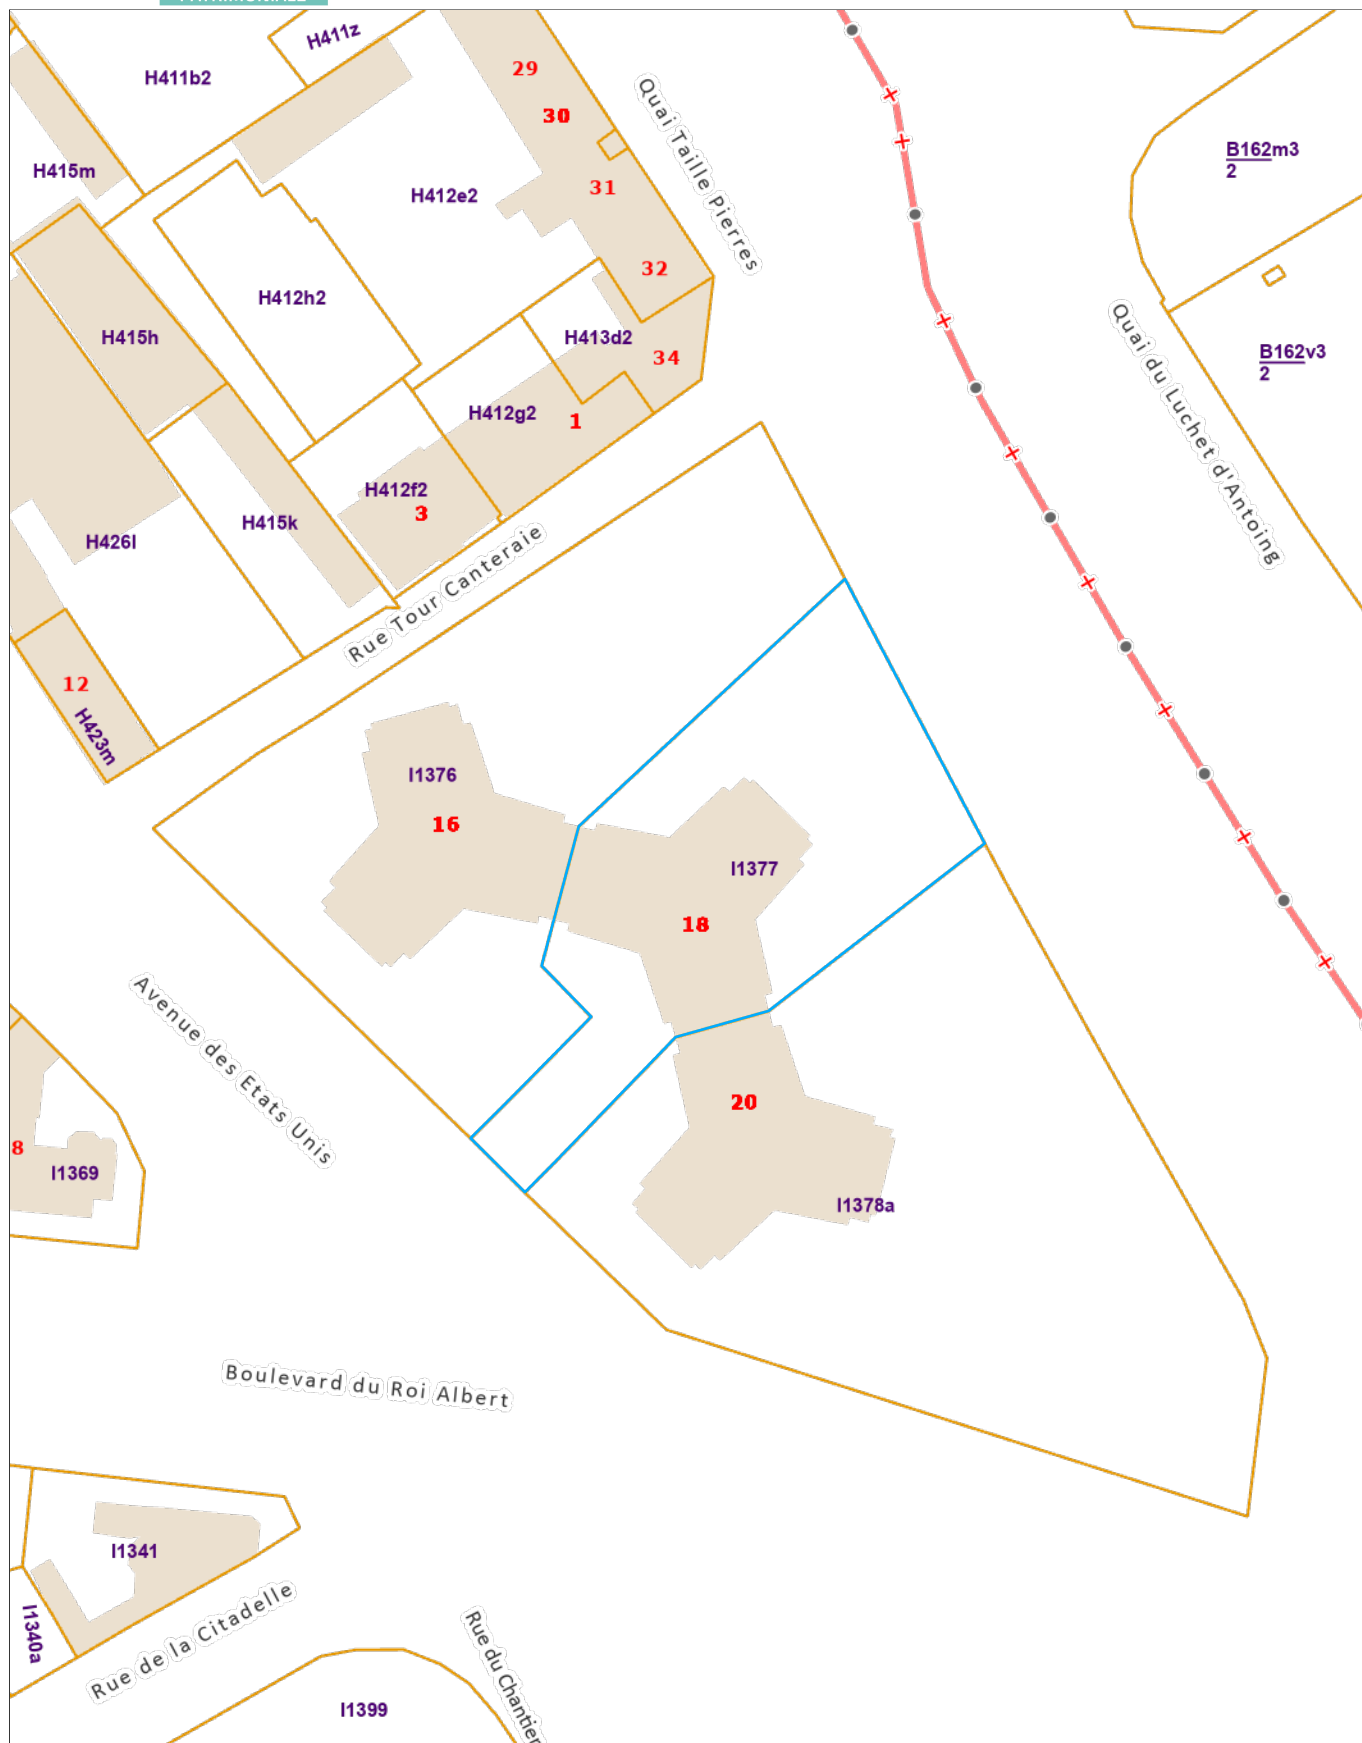 H411z
H411b2
29
30
Quai Taille Pierres
B162m3
2
H415m
31
H412e2
32
H412h2
H415h
H413d2
34
Quai du Luchet d'Antoing
B162v3
2
H412g2
1
H412f2
3
H415k
H426l
Rue Tour Canteraie
12
H423m
I1376
16
I1377
18
Avenue des Etats Unis
20
8
I1369
I1378a
Boulevard du Roi Albert
I1341
I1340a
Rue de la Citadelle
Rue du Chantier
I1399